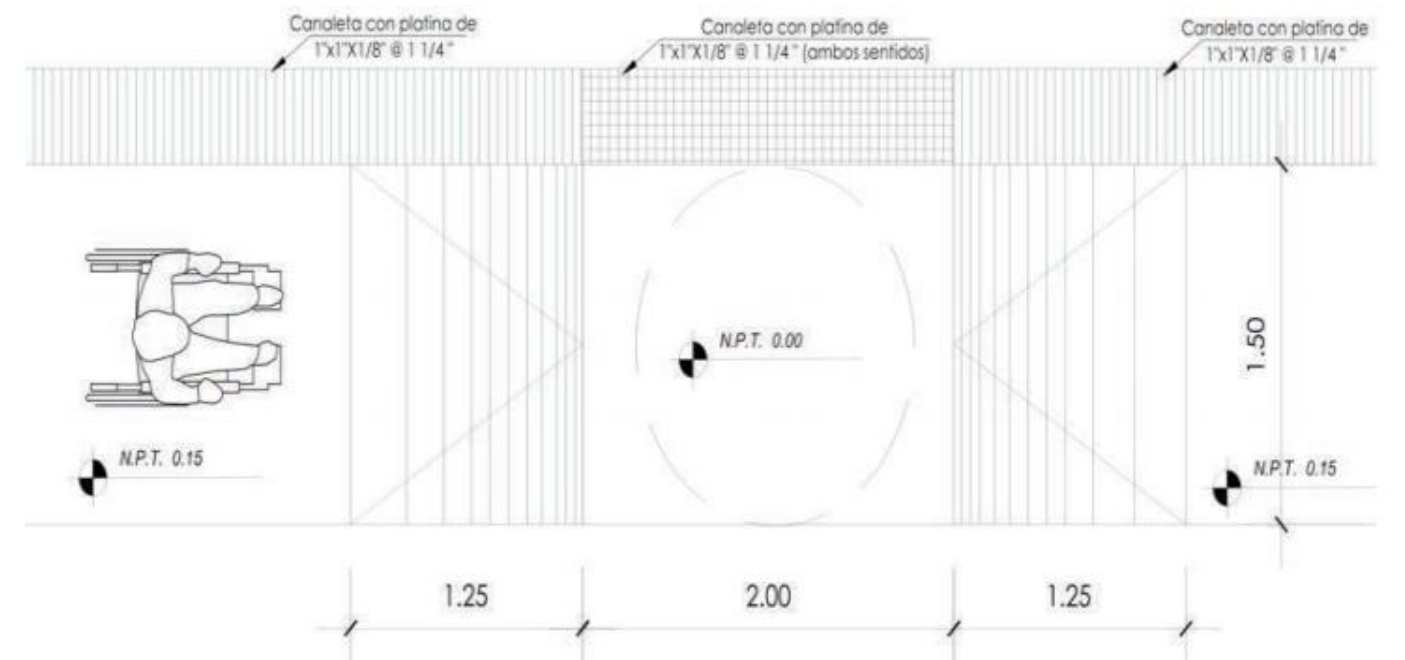 Canaleta con platina de
1"x1"X1/8" @ 1 1/4 "
Canaleta con platina de
1"x1"X1/8" @ 1 1/4 " (ambos sentidos)
Canaleta con platina de
1"x1"X1/8" @ 1 1/4 "
N.P.T. 0.00
1.50
N.P.T. 0.15
N.P.T. 0.15
1.25
2.00
1.25